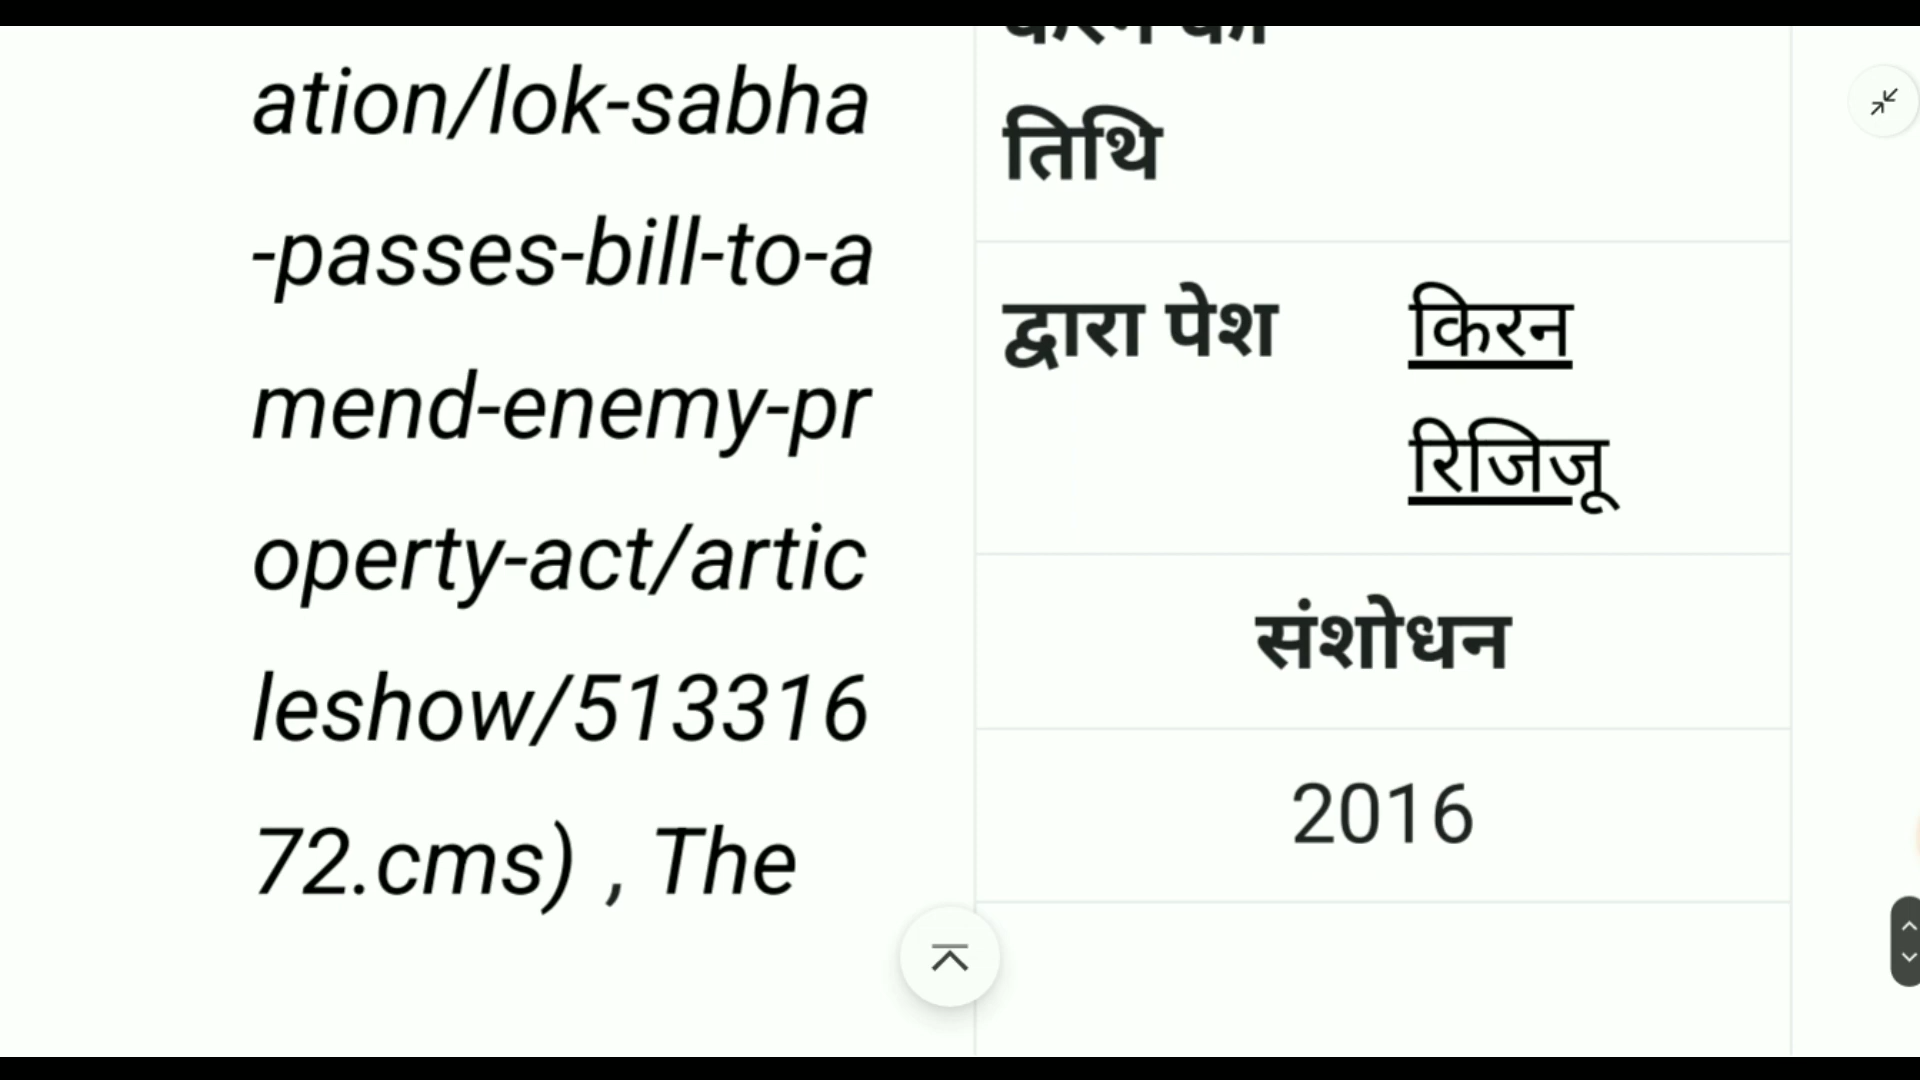 ation/lok-sabha
-passes-bill-to-a
mend-enemy-pr
operty-act/artic
leshow/513316
72.cms) , The
तिथि
द्वारा पेश
किरन
रिजिजू
संशोधन
2016